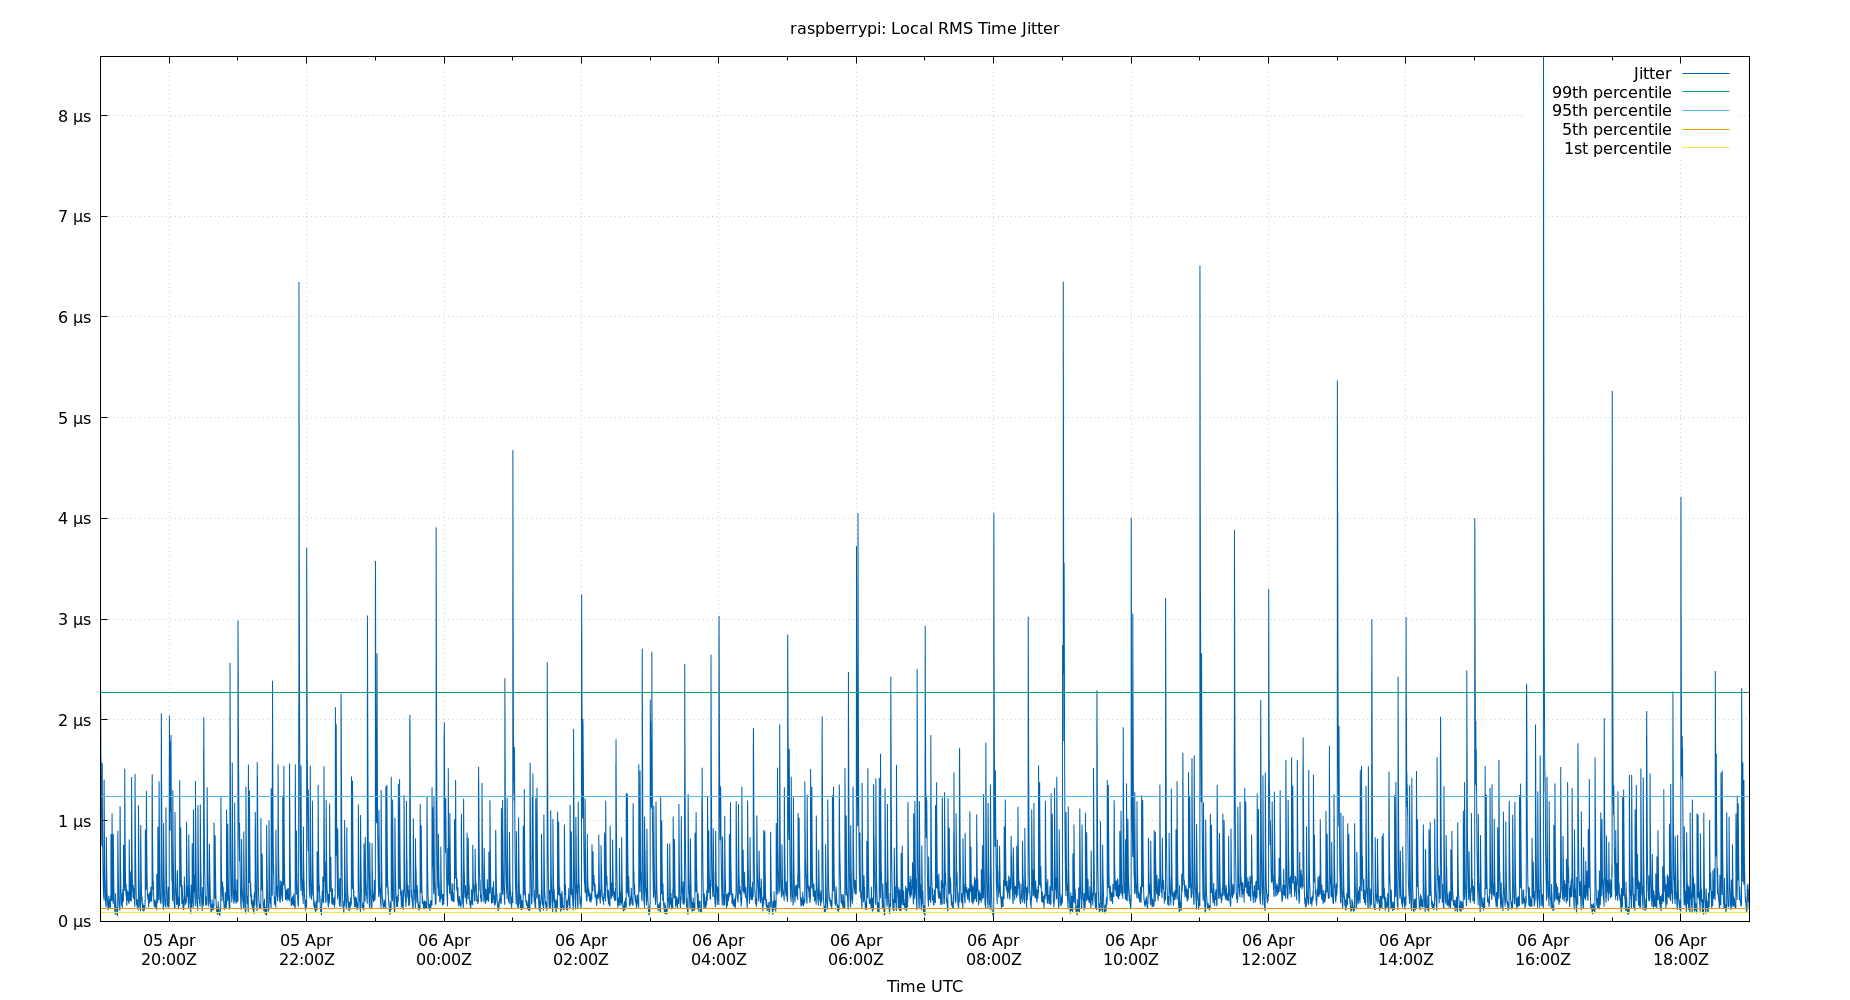 raspberrypi: Local RMS Time Jitter
Jitter
99th percentile
95th percentile
5th percentile
1st percentile
8 µs
7 µs
6 µs
5 µs
4 µs
3 µs
2 µs
1 µs
0 µs
05 Apr 05 Apr 06 Apr 06 Apr 06 Apr 06 Apr 06 Apr 06 Apr 06 Apr 06 Apr 06 Apr 06 Apr
20:00Z 22:00Z 00:00Z 02:00Z 04:00Z 06:00Z 08:00Z 10:00Z 12:00Z 14:00Z 16:00Z 18:00Z
Time UTC